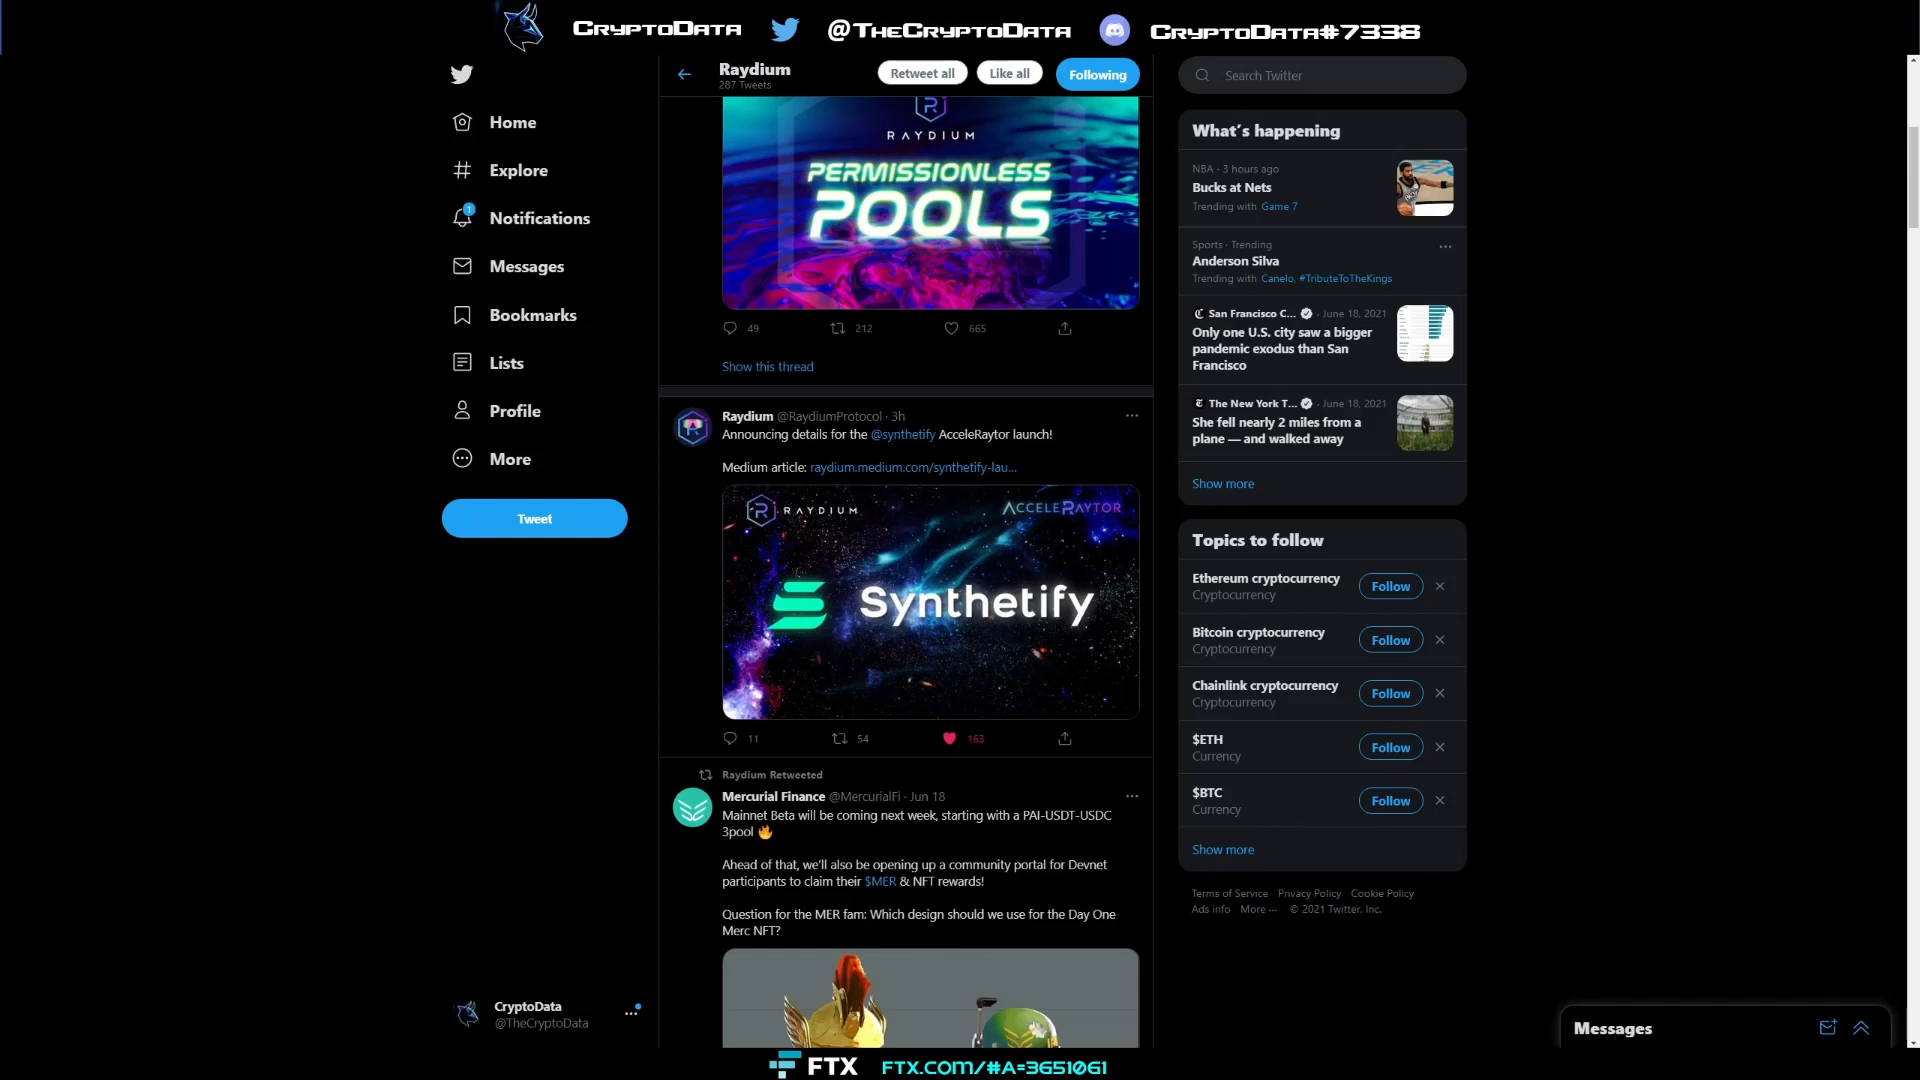 CryptoData
@TheCryptoData
CryptoData#7338
Home
Explore
1
Notifications
Messages
Bookmarks
Lists
Profile
More
Tweet
CryptoData
@TheCryptoData
Raydium
287 Tweets
Retweet all
Like all
Following
RAYDIUM
PERMISSIONLESS
POOLS
49
212
665
Show this thread
Raydium @RaydiumProtocol · 3h
Announcing details for the @synthetify AcceleRaytor launch!
Medium article: raydium.medium.com/synthetify-lau...
RAYDIUM
ACCELERAYTOR
Synthetify
11
54
163
Raydium Retweeted
Mercurial Finance @MercurialFi · Jun 18
Mainnet Beta will be coming next week, starting with a PAI-USDT-USDC
3pool 🔥
Ahead of that, we'll also be opening up a community portal for Devnet
participants to claim their $MER & NFT rewards!
Question for the MER fam: Which design should we use for the Day One
Merc NFT?
Search Twitter
What's happening
NBA · 3 hours ago
Bucks at Nets
Trending with Game 7
Sports · Trending
Anderson Silva
Trending with Canelo, #TributeToTheKings
San Francisco C... · June 18, 2021
Only one U.S. city saw a bigger
pandemic exodus than San
Francisco
The New York T... · June 18, 2021
She fell nearly 2 miles from a
plane — and walked away
Show more
Topics to follow
Ethereum cryptocurrency
Cryptocurrency
Follow
Bitcoin cryptocurrency
Cryptocurrency
Follow
Chainlink cryptocurrency
Cryptocurrency
Follow
$ETH
Currency
Follow
$BTC
Currency
Follow
Show more
Terms of Service Privacy Policy Cookie Policy
Ads info More ··· © 2021 Twitter, Inc.
Messages
FTX
FTX.COM/#A=3651061